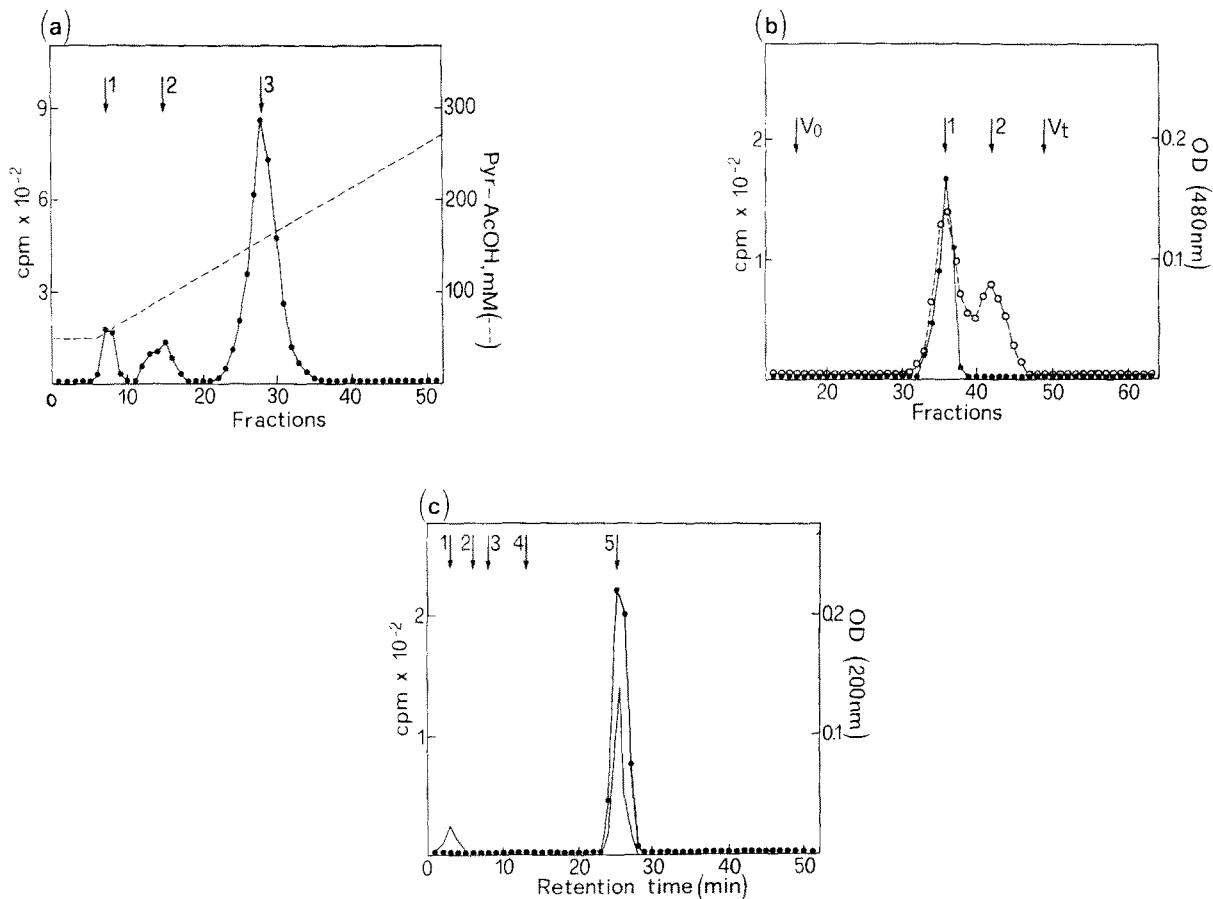 (a)
1 2 3
9
6
3
300
200
100
cpm x 10⁻²
Pyr-AcOH, mM(---)
0 10 20 30 40 50
Fractions
(b)
V₀ 1 2 Vt
2
1
0.2
0.1
cpm x 10⁻²
OD (480nm)
20 30 40 50 60
Fractions
(c)
1 2 3 4 5
2
1
0.2
0.1
cpm x 10⁻²
OD (200nm)
0 10 20 30 40 50
Retention time (min)